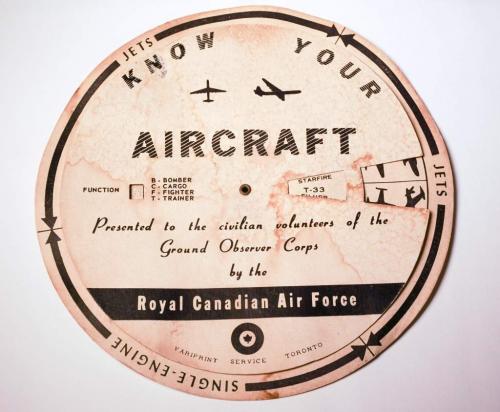 JETS
KNOW YOUR
AIRCRAFT
JETS
FUNCTION
B - BOMBER
C - CARGO
F - FIGHTER
T - TRAINER
STARFIRE
T-33
Presented to the civilian volunteers of the
Ground Observer Corps
by the
Royal Canadian Air Force
VARIPRINT SERVICE TORONTO
SINGLE-ENGINE